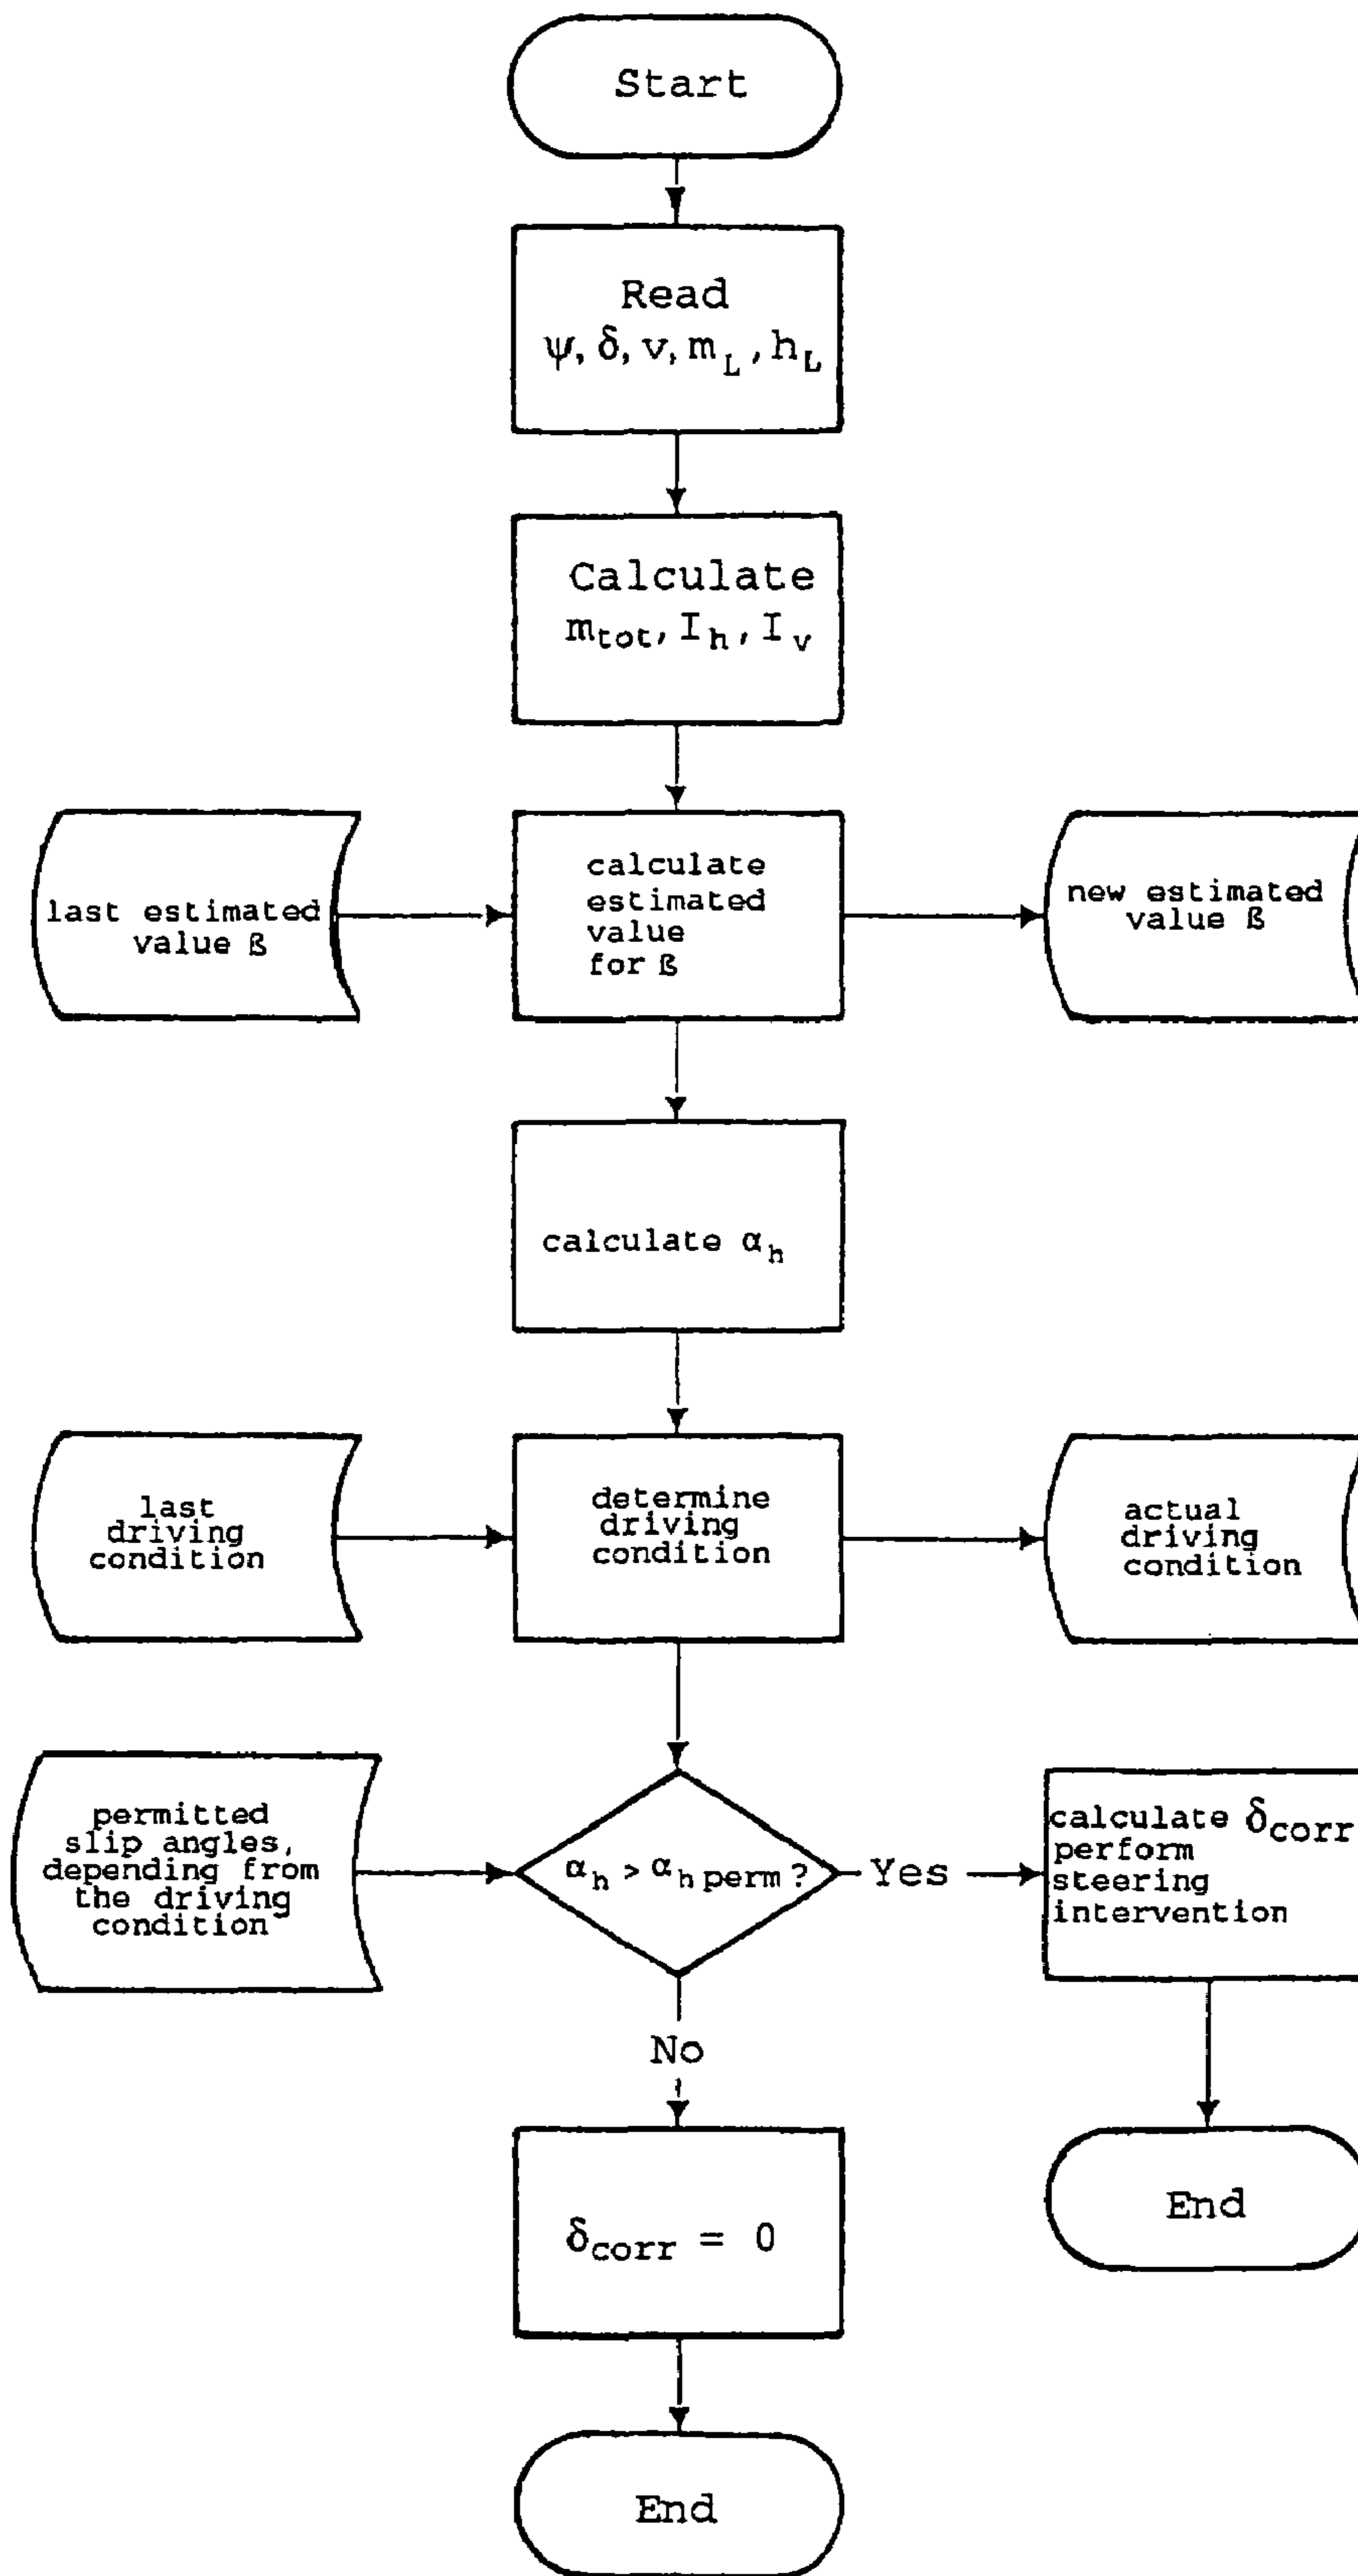 Start
Read
ψ, δ, v, m_L, h_L
Calculate
m_tot, I_h, I_v
last estimated
value ß
calculate
estimated
value
for ß
new estimated
value ß
calculate α_h
last
driving
condition
determine
driving
condition
actual
driving
condition
permitted
slip angles,
depending from
the driving
condition
α_h > α_h perm ?
Yes
calculate δ_corr
perform
steering
intervention
No
δ_corr = 0
End
End